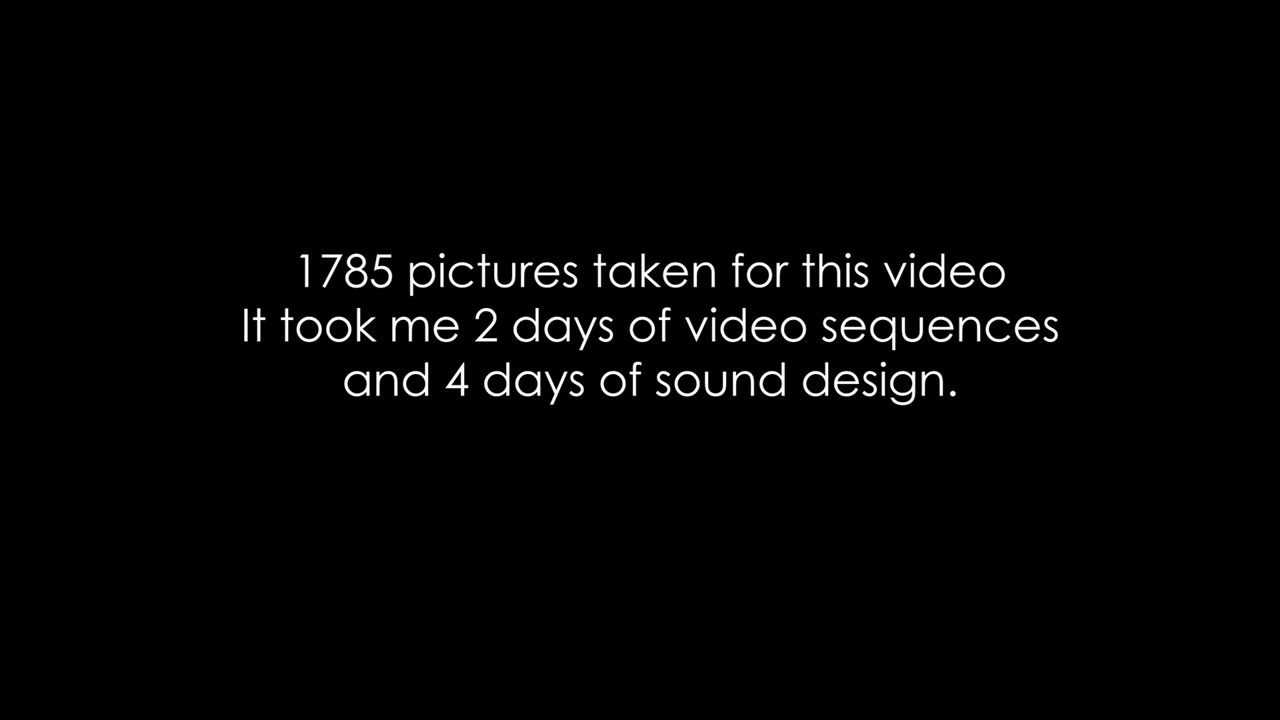 1785 pictures taken for this video
It took me 2 days of video sequences
and 4 days of sound design.